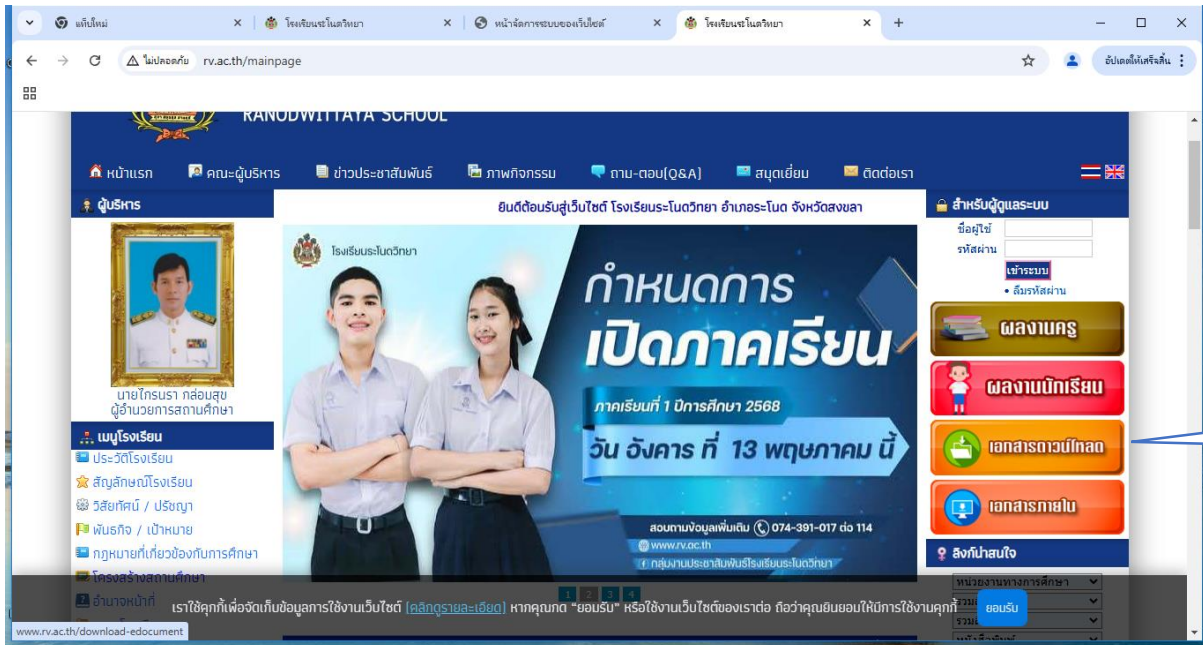 แท็บใหม่
โรงเรียนระโนดวิทยา
หน้าจัดการระบบของเว็บไซต์
โรงเรียนระโนดวิทยา
ไม่ปลอดภัย rv.ac.th/mainpage
อัปเดตให้เสร็จสิ้น
RANODWITTAYA SCHOOL
หน้าแรก คณะผู้บริหาร ข่าวประชาสัมพันธ์ ภาพกิจกรรม ถาม-ตอบ(Q&A) สมุดเยี่ยม ติดต่อเรา
ผู้บริหาร
นายไกรนรา กล่อมสุข
ผู้อำนวยการสถานศึกษา
เมนูโรงเรียน
ประวัติโรงเรียน
สัญลักษณ์โรงเรียน
วิสัยทัศน์ / ปรัชญา
พันธกิจ / เป้าหมาย
กฎหมายที่เกี่ยวข้องกับการศึกษา
โครงสร้างสถานศึกษา
อำนาจหน้าที่
ยินดีต้อนรับสู่เว็บไซต์ โรงเรียนระโนดวิทยา อำเภอระโนด จังหวัดสงขลา
โรงเรียนระโนดวิทยา
กำหนดการ
เปิดภาคเรียน
ภาคเรียนที่ 1 ปีการศึกษา 2568
วัน อังคาร ที่ 13 พฤษภาคม นี้
สอบถามข้อมูลเพิ่มเติม 074-391-017 ต่อ 114
www.rv.ac.th
กลุ่มงานประชาสัมพันธ์โรงเรียนระโนดวิทยา
1 2 3 4
สำหรับผู้ดูแลระบบ
ชื่อผู้ใช้
รหัสผ่าน
เข้าระบบ
• ลืมรหัสผ่าน
ผลงานครู
ผลงานนักเรียน
เอกสารดาวน์โหลด
เอกสารภายใน
ลิงก์น่าสนใจ
หน่วยงานทางการศึกษา
เราใช้คุกกี้เพื่อจัดเก็บข้อมูลการใช้งานเว็บไซต์ [คลิกดูรายละเอียด] หากคุณกด “ยอมรับ” หรือใช้งานเว็บไซต์ของเราต่อ ถือว่าคุณยินยอมให้มีการใช้งานคุกกี้
ยอมรับ
www.rv.ac.th/download-edocument